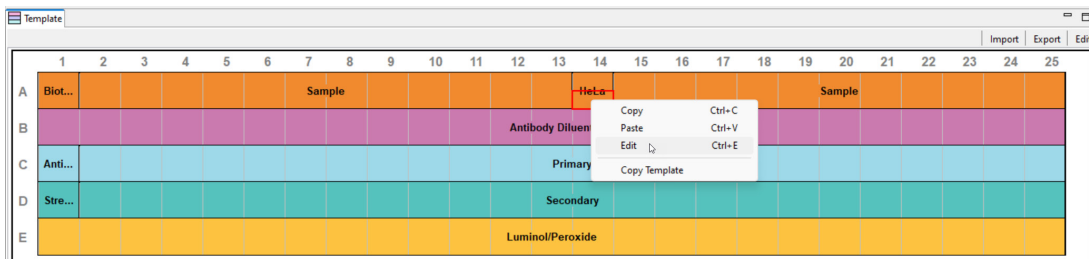 Template
Import Export Edit
1 2 3 4 5 6 7 8 9 10 11 12 13 14 15 16 17 18 19 20 21 22 23 24 25
A Biot... Sample HeLa Sample
Copy Ctrl+C
B Antibody Diluent
Paste Ctrl+V
Edit Ctrl+E
C Anti... Primary
Copy Template
D Stre... Secondary
E Luminol/Peroxide